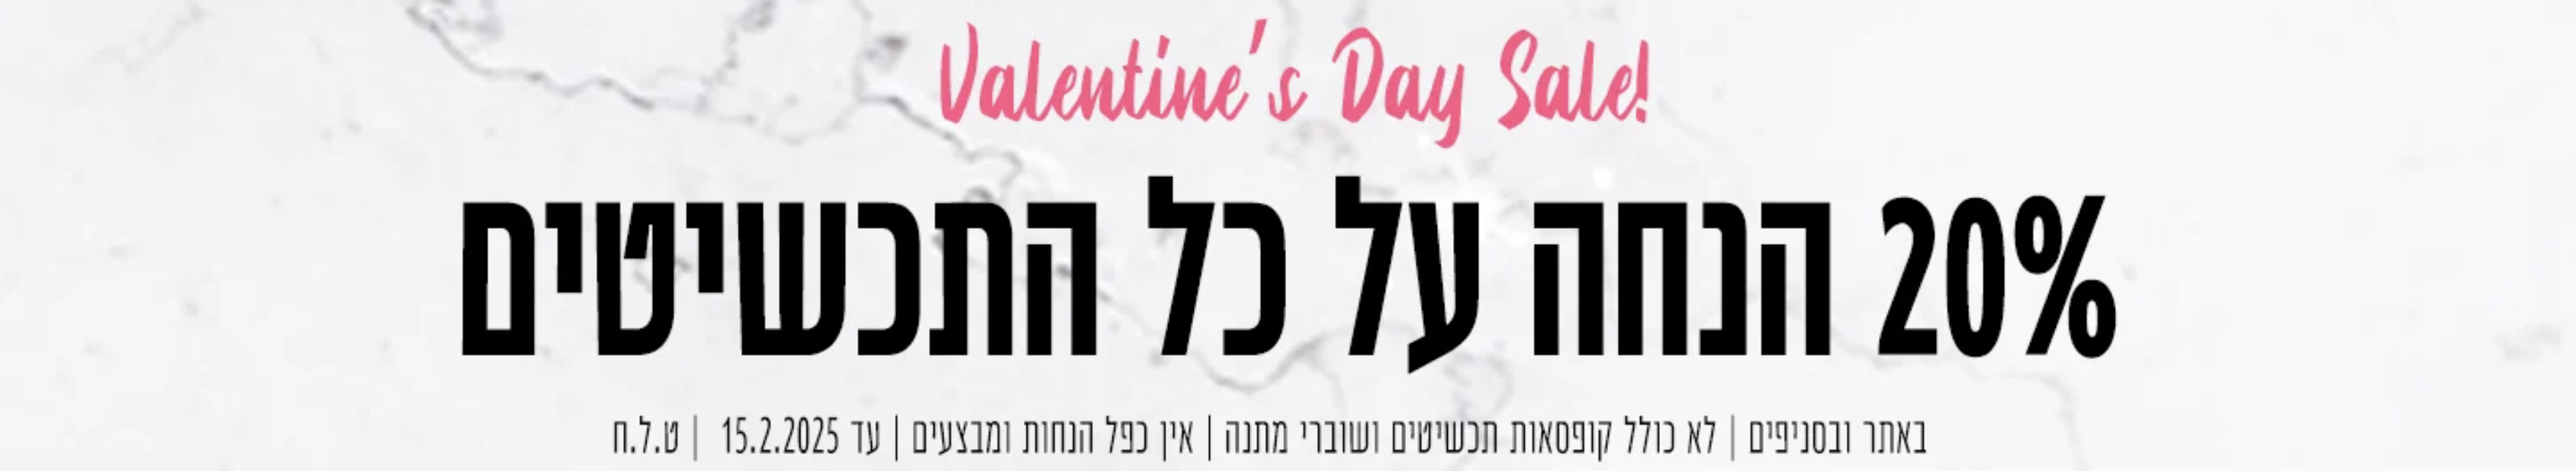 Valentine's Day Sale!
20% הנחה על כל התכשיטים
באתר ובסניפים | לא כולל קופסאות תכשיטים ושוברי מתנה | אין כפל הנחות ומבצעים | עד 15.2.2025 | ט.ל.ח